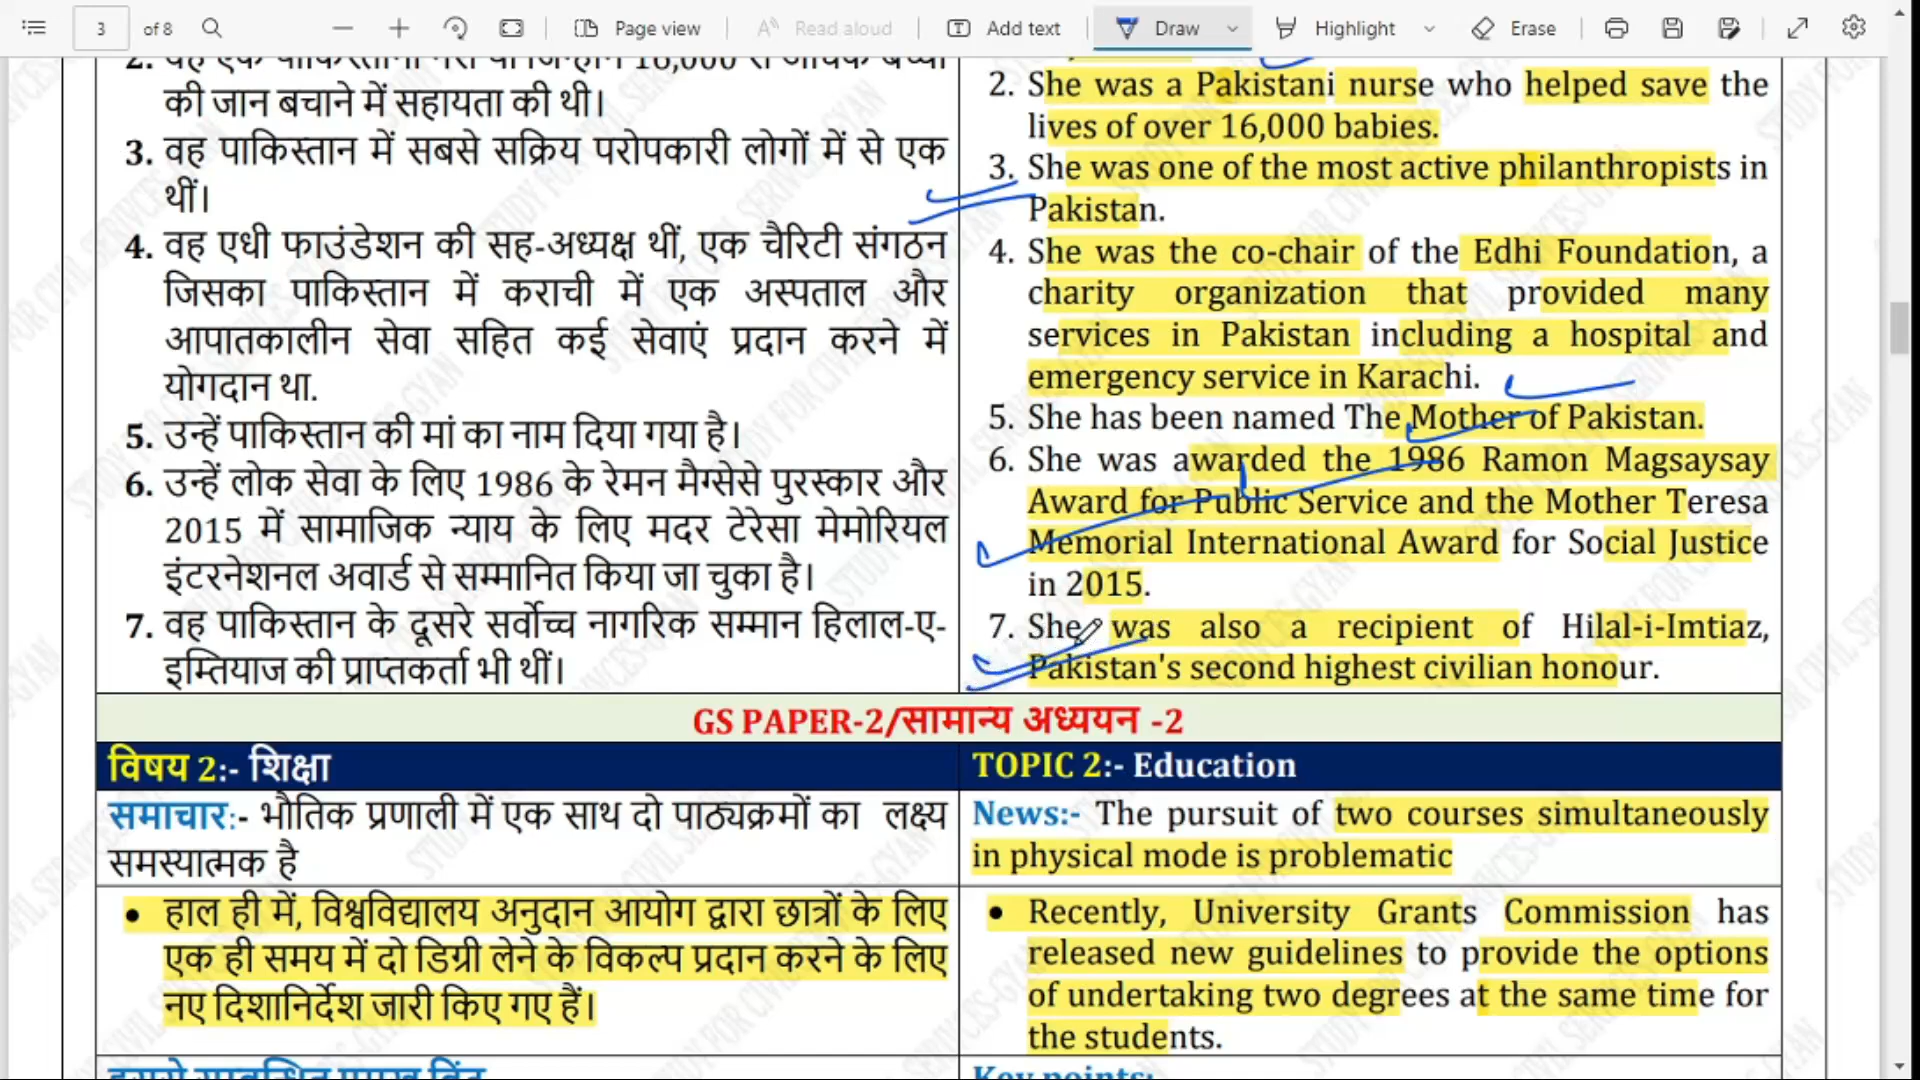 3
of 8
Page view
Read aloud
Add text
Draw
Highlight
Erase
की जान बचाने में सहायता की थी।
3. वह पाकिस्तान में सबसे सक्रिय परोपकारी लोगों में से एक
थीं।
4. वह एधी फाउंडेशन की सह-अध्यक्ष थीं, एक चैरिटी संगठन
जिसका पाकिस्तान में कराची में एक अस्पताल और
आपातकालीन सेवा सहित कई सेवाएं प्रदान करने में
योगदान था.
5. उन्हें पाकिस्तान की मां का नाम दिया गया है।
6. उन्हें लोक सेवा के लिए 1986 के रेमन मैग्सेसे पुरस्कार और
2015 में सामाजिक न्याय के लिए मदर टेरेसा मेमोरियल
इंटरनेशनल अवार्ड से सम्मानित किया जा चुका है।
7. वह पाकिस्तान के दूसरे सर्वोच्च नागरिक सम्मान हिलाल-ए-
इम्तियाज की प्राप्तकर्ता भी थीं।
2. She was a Pakistani nurse who helped save the
lives of over 16,000 babies.
3. She was one of the most active philanthropists in
Pakistan.
4. She was the co-chair of the Edhi Foundation, a
charity organization that provided many
services in Pakistan including a hospital and
emergency service in Karachi.
5. She has been named The Mother of Pakistan.
6. She was awarded the 1986 Ramon Magsaysay
Award for Public Service and the Mother Teresa
Memorial International Award for Social Justice
in 2015.
7. She was also a recipient of Hilal-i-Imtiaz,
Pakistan's second highest civilian honour.
GS PAPER-2/सामान्य अध्ययन -2
विषय 2:- शिक्षा
TOPIC 2:- Education
समाचार:- भौतिक प्रणाली में एक साथ दो पाठ्यक्रमों का लक्ष्य
समस्यात्मक है
News:- The pursuit of two courses simultaneously
in physical mode is problematic
• हाल ही में, विश्वविद्यालय अनुदान आयोग द्वारा छात्रों के लिए
एक ही समय में दो डिग्री लेने के विकल्प प्रदान करने के लिए
नए दिशानिर्देश जारी किए गए हैं।
• Recently, University Grants Commission has
released new guidelines to provide the options
of undertaking two degrees at the same time for
the students.
Key points:-